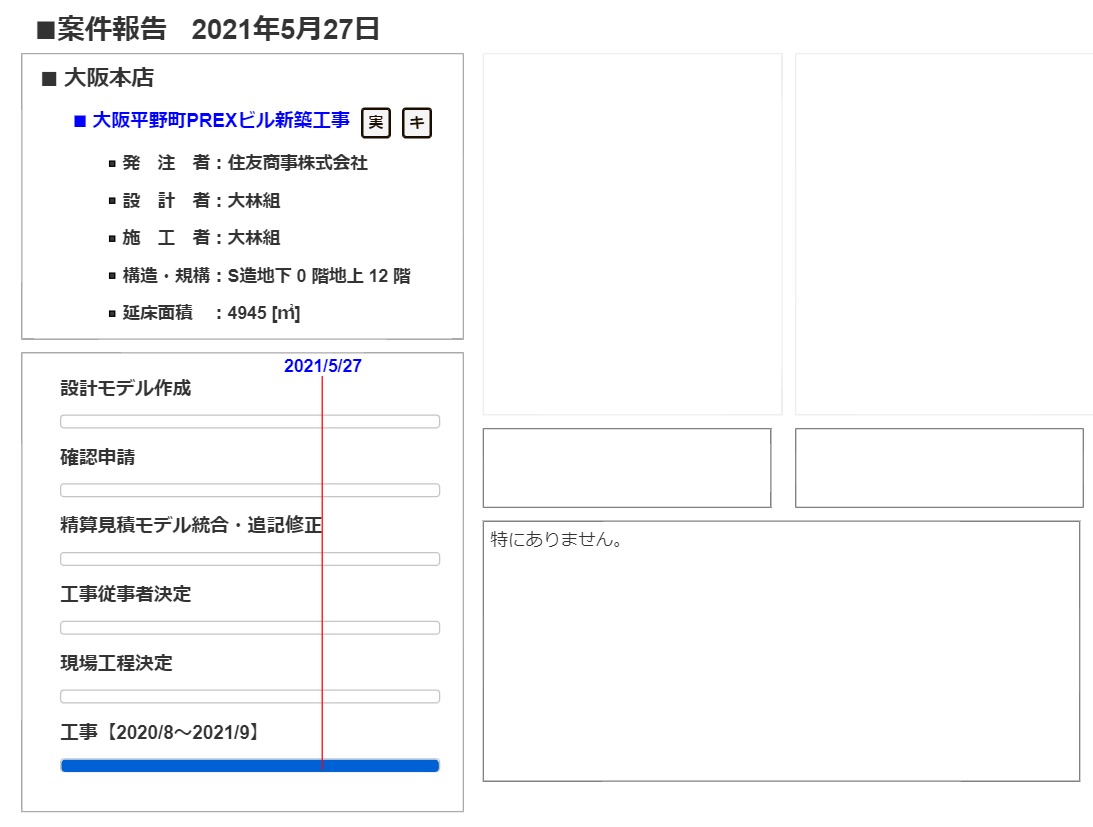 ■案件報告 2021年5月27日
■ 大阪本店
■ 大阪平野町PREXビル新築工事 実 キ
▪ 発　注　者：住友商事株式会社
▪ 設　計　者：大林組
▪ 施　工　者：大林組
▪ 構造・規構：S造地下 0 階地上 12 階
▪ 延床面積　：4945 [㎡]
2021/5/27
設計モデル作成
確認申請
精算見積モデル統合・追記修正
工事従事者決定
現場工程決定
工事【2020/8～2021/9】
特にありません。